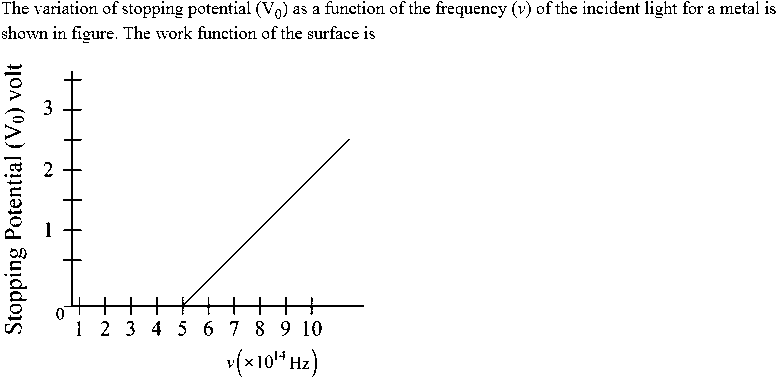 The variation of stopping potential (V₀) as a function of the frequency (ν) of the incident light for a metal is
shown in figure. The work function of the surface is
Stopping Potential (V₀) volt
3
2
1
0
1 2 3 4 5 6 7 8 9 10
ν(×10¹⁴ Hz)